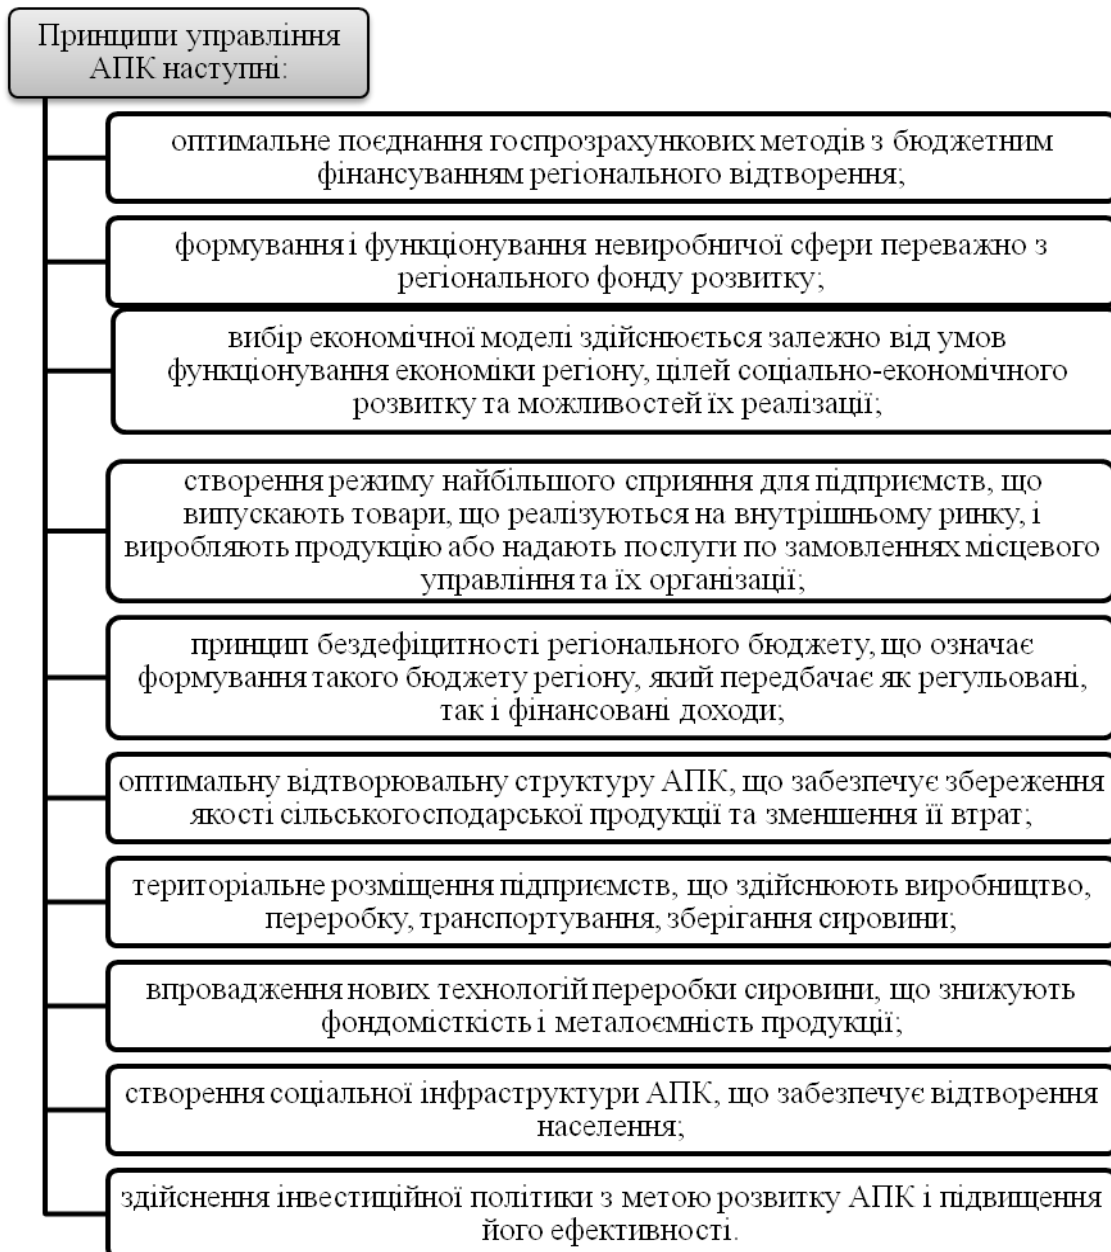 Принципи управління
АПК наступні:
оптимальне поєднання госпрозрахункових методів з бюджетним
фінансуванням регіонального відтворення;
формування і функціонування невиробничої сфери переважно з
регіонального фонду розвитку;
вибір економічної моделі здійснюється залежно від умов
функціонування економіки регіону, цілей соціально-економічного
розвитку та можливостей їх реалізації;
створення режиму найбільшого сприяння для підприємств, що
випускають товари, що реалізуються на внутрішньому ринку, і
виробляють продукцію або надають послуги по замовленнях місцевого
управління та їх організації;
принцип бездефіцитності регіонального бюджету, що означає
формування такого бюджету регіону, який передбачає як регульовані,
так і фінансовані доходи;
оптимальну відтворювальну структуру АПК, що забезпечує збереження
якості сільськогосподарської продукції та зменшення її втрат;
територіальне розміщення підприємств, що здійснюють виробництво,
переробку, транспортування, зберігання сировини;
впровадження нових технологій переробки сировини, що знижують
фондомісткість і металоємність продукції;
створення соціальної інфраструктури АПК, що забезпечує відтворення
населення;
здійснення інвестиційної політики з метою розвитку АПК і підвищення
його ефективності.